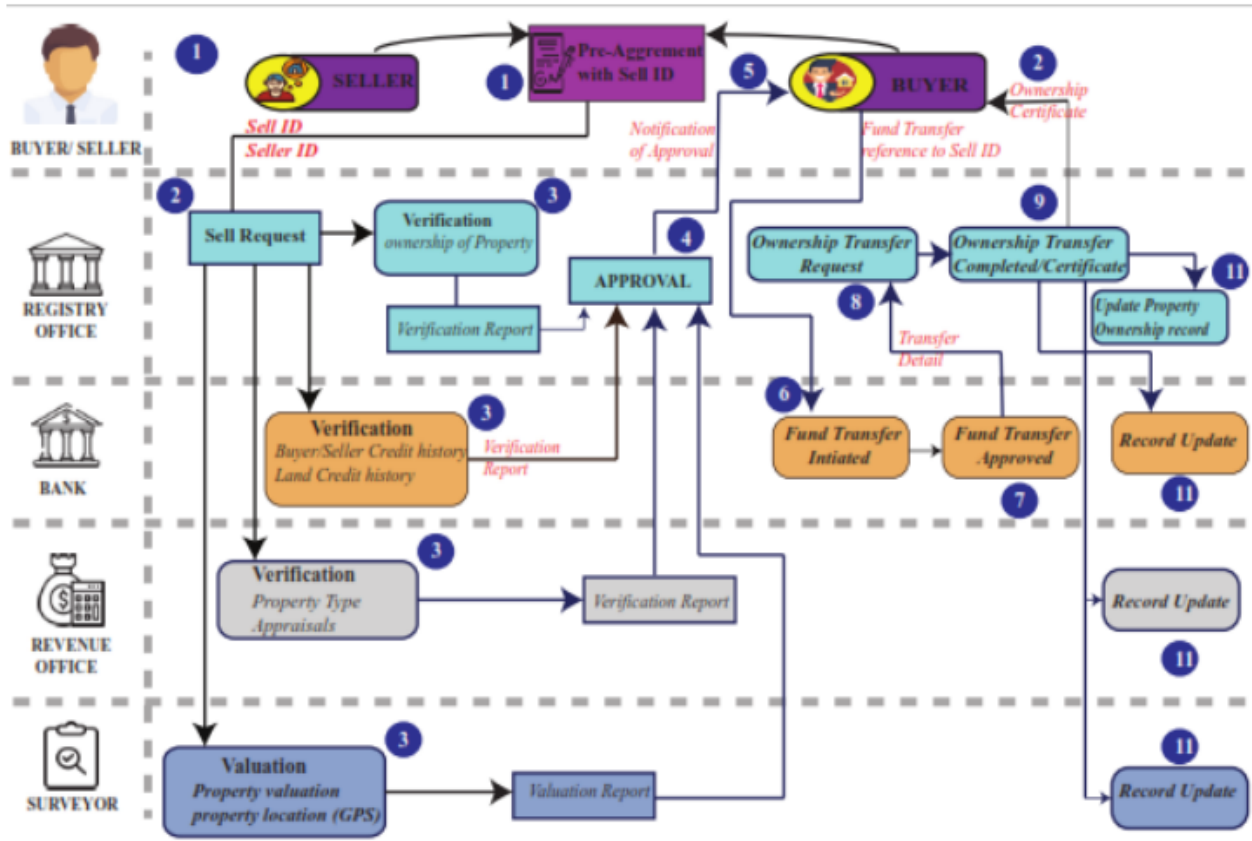 1
SELLER
1
Pre-Aggrement
with Sell ID
5
BUYER
2
Ownership
Certificate
BUYER/ SELLER
Sell ID
Seller ID
Notification
of Approval
Fund Transfer
reference to Sell ID
2
Sell Request
3
Verification
ownership of Property
Verification Report
4
APPROVAL
Ownership Transfer
Request
8
9
Ownership Transfer
Completed/Certificate
11
Update Property
Ownership record
REGISTRY
OFFICE
Transfer
Detail
3
Verification
Buyer/Seller Credit history
Land Credit history
Verification
Report
6
Fund Transfer
Intiated
Fund Transfer
Approved
7
Record Update
11
BANK
3
Verification
Property Type
Appraisals
Verification Report
Record Update
11
REVENUE
OFFICE
3
Valuation
Property valuation
property location (GPS)
Valuation Report
11
Record Update
SURVEYOR